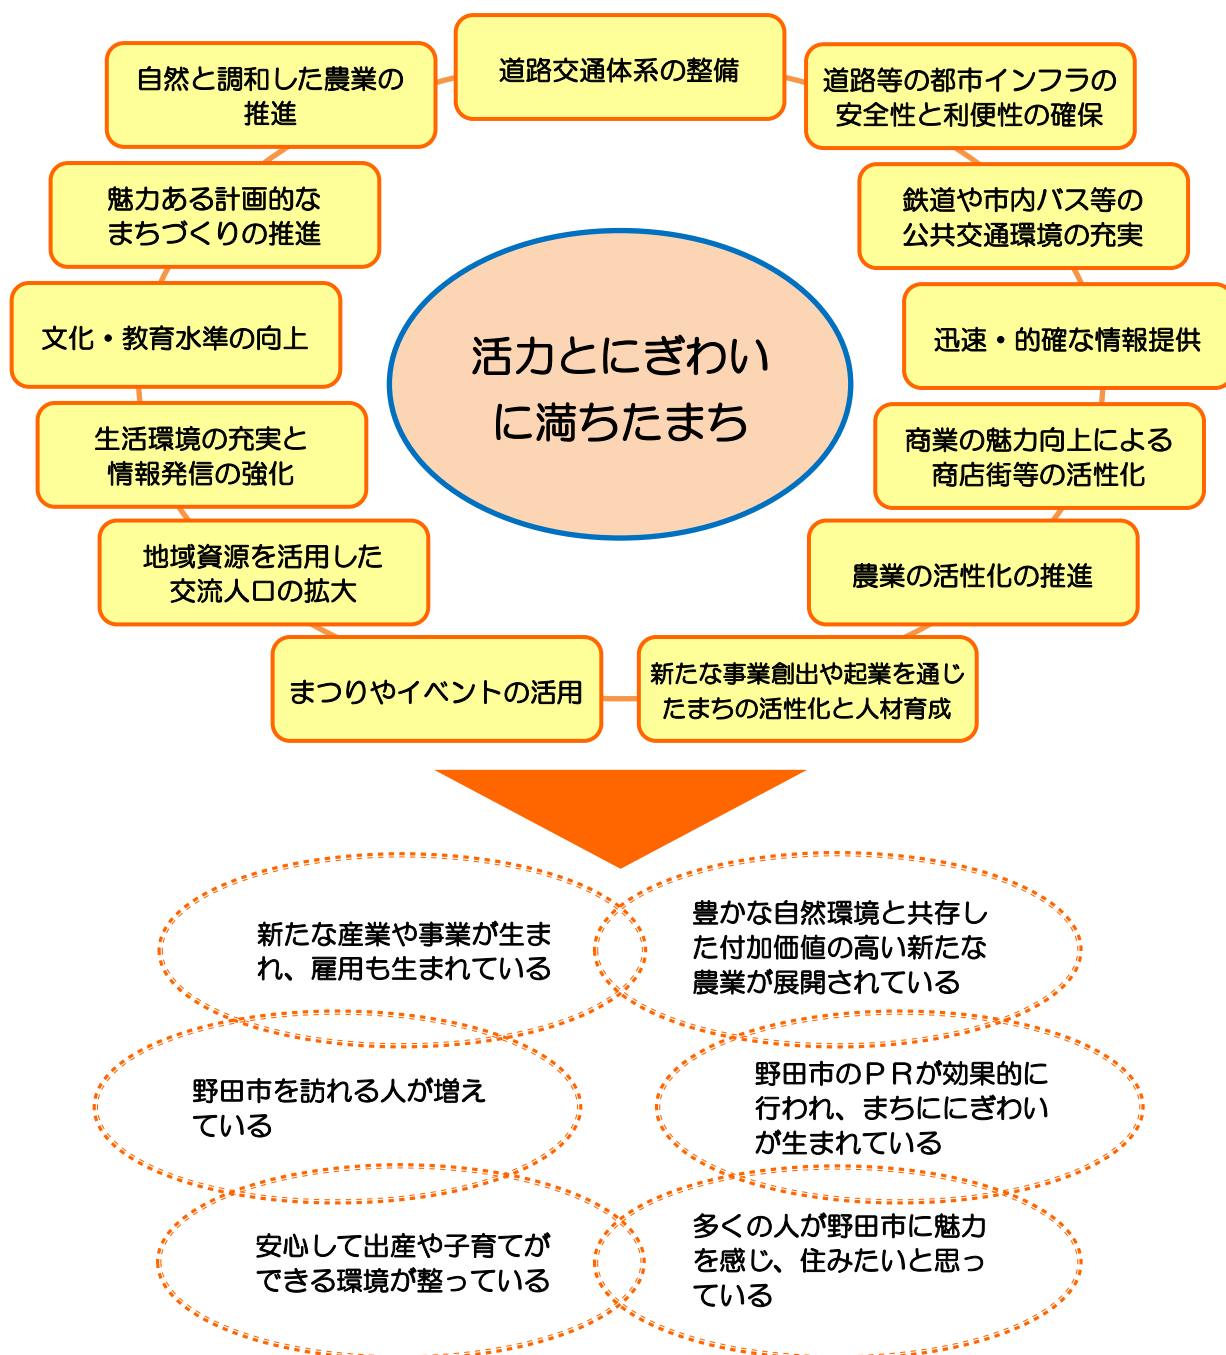 道路交通体系の整備
道路等の都市インフラの
安全性と利便性の確保
鉄道や市内バス等の
公共交通環境の充実
迅速・的確な情報提供
商業の魅力向上による
商店街等の活性化
農業の活性化の推進
新たな事業創出や起業を通じ
たまちの活性化と人材育成
まつりやイベントの活用
地域資源を活用した
交流人口の拡大
生活環境の充実と
情報発信の強化
文化・教育水準の向上
魅力ある計画的な
まちづくりの推進
自然と調和した農業の
推進
活力とにぎわい
に満ちたまち
新たな産業や事業が生ま
れ、雇用も生まれている
豊かな自然環境と共存し
た付加価値の高い新たな
農業が展開されている
野田市を訪れる人が増え
ている
野田市のＰＲが効果的に
行われ、まちににぎわい
が生まれている
安心して出産や子育てが
できる環境が整っている
多くの人が野田市に魅力
を感じ、住みたいと思っ
ている